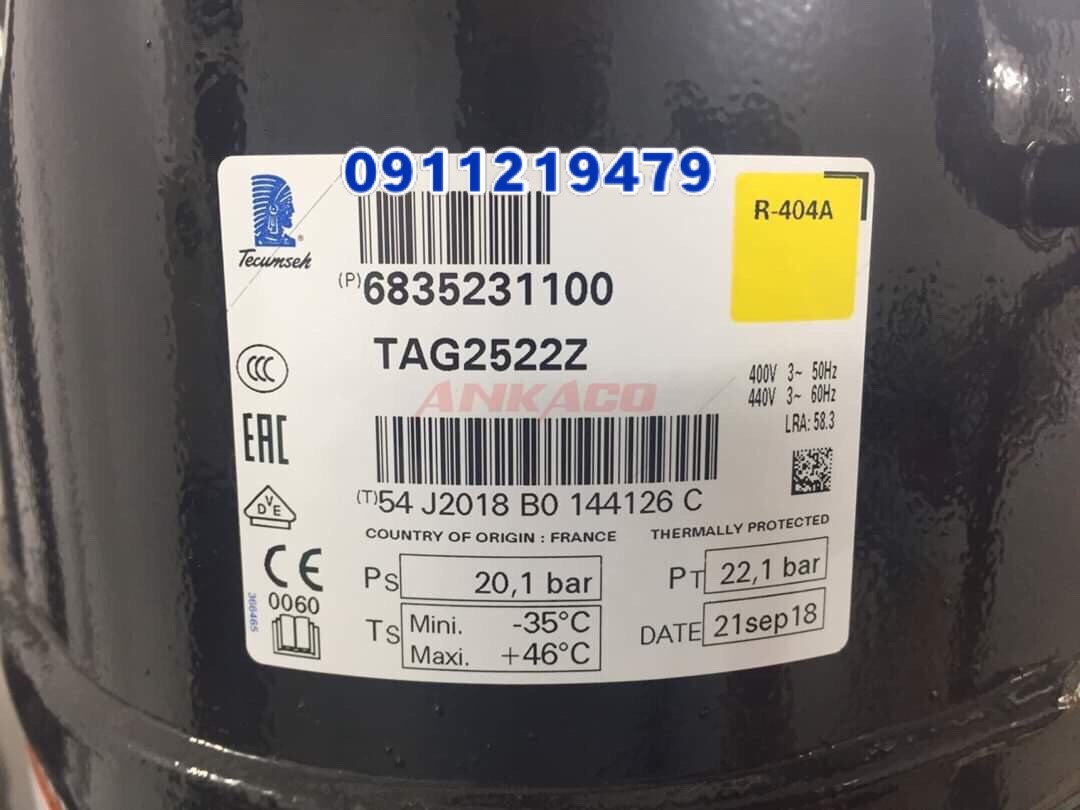 0911219479
R-404A
Tecumseh
(P)6835231100
TAG2522Z
400V 3~ 50Hz
440V 3~ 60Hz
ANKACO
LRA: 58.3
EAC
(T)54 J2018 B0 144126 C
VDE
COUNTRY OF ORIGIN : FRANCE
THERMALLY PROTECTED
CE
0060
366465
PS 20,1 bar
PT 22,1 bar
TS Mini. -35°C
Maxi. +46°C
DATE 21sep18